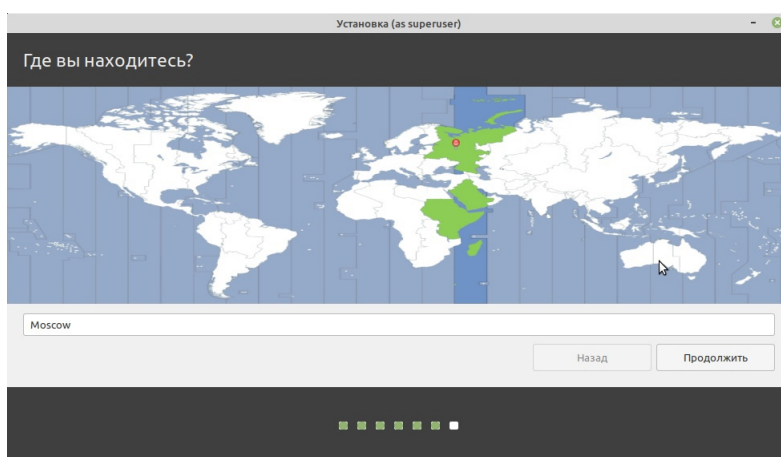 Установка (as superuser)
Где вы находитесь?
Moscow
Назад
Продолжить